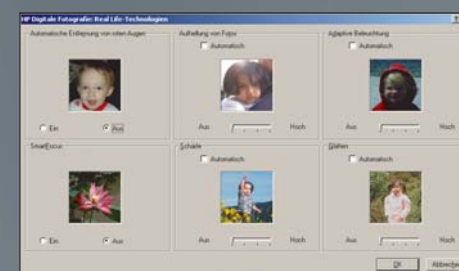 HP Digitale Fotografie: Real Life-Technologien
Automatische Entfernung von roten Augen
Ein
Aus
Aufhellung von Fotos
Automatisch
Aus
Hoch
Adaptive Beleuchtung
Automatisch
Aus
Hoch
SmartFocus
Ein
Aus
Schärfe
Automatisch
Aus
Hoch
Glätten
Automatisch
Aus
Hoch
OK
Abbrechen